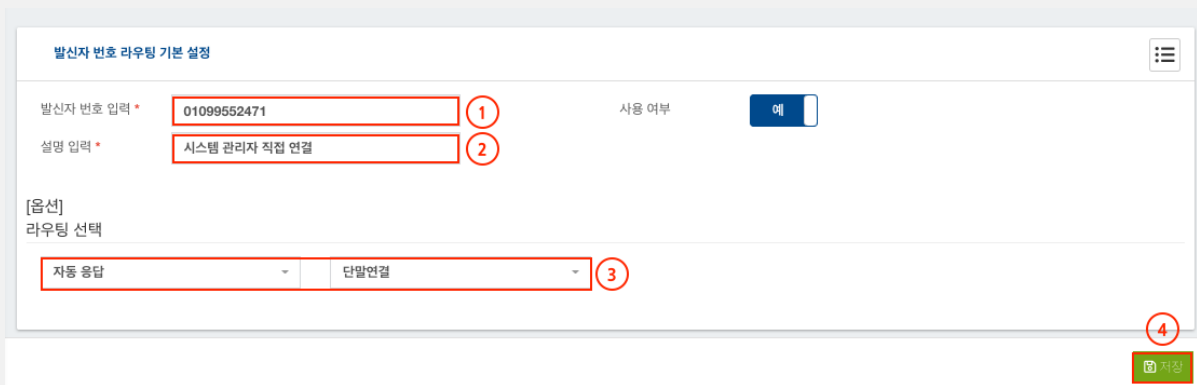 발신자 번호 라우팅 기본 설정
발신자 번호 입력 * 01099552471 ① 사용 여부 예
설명 입력 * 시스템 관리자 직접 연결 ②
[옵션]
라우팅 선택
자동 응답 단말연결 ③
④
저장